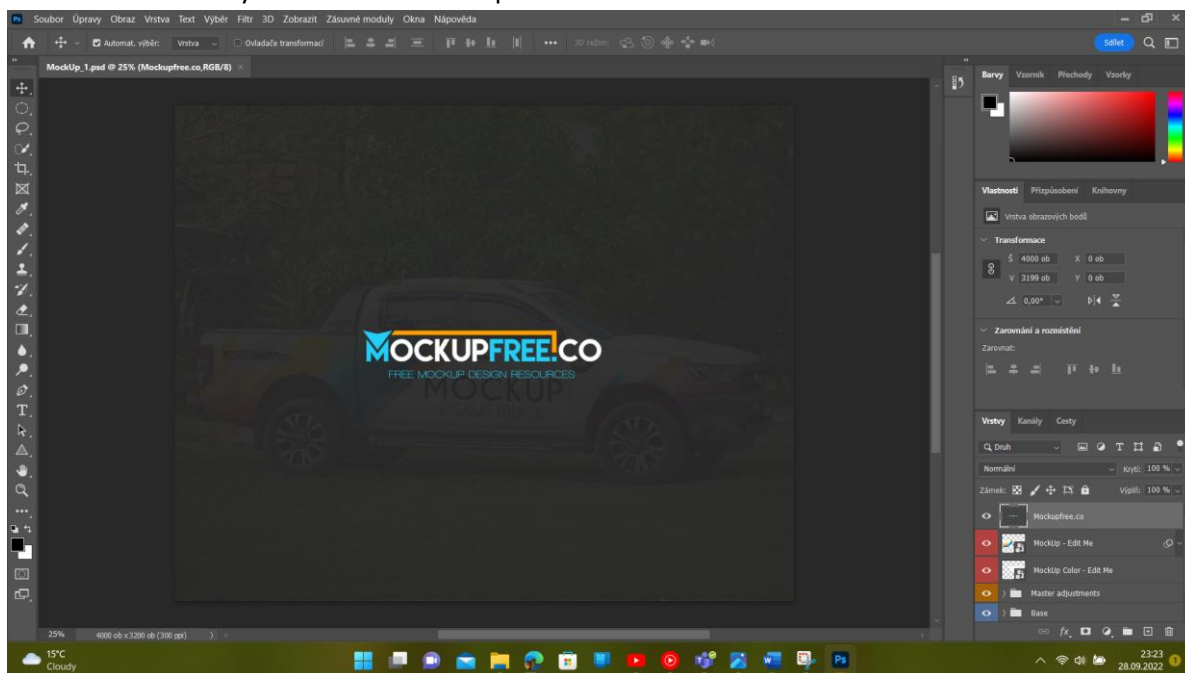 Soubor Úpravy Obraz Vrstva Text Výběr Filtr 3D Zobrazit Zásuvné moduly Okna Nápověda
Automat. výběr: Vrstva Ovladače transformací 3D režim: Sdílet
MockUp_1.psd @ 25% (Mockupfree.co,RGB/8)
Barvy Vzorník Přechody Vzorky
Vlastnosti Přizpůsobení Knihovny
Vrstva obrazových bodů
Transformace
Š 4000 ob X 0 ob
V 3199 ob Y 0 ob
0,00°
Zarovnání a rozmístění
Zarovnat:
MOCKUPFREE.CO
FREE MOCKUP DESIGN RESOURCES
MOCKUP
PICKUP TRUCK
Vrstvy Kanály Cesty
Druh
Normální Krytí: 100 %
Zámek: Výplň: 100 %
Mockupfree.co
MockUp - Edit Me
MockUp Color - Edit Me
Master adjustments
Base
25% 4000 ob x 3200 ob (300 ppi)
15°C
Cloudy
23:23
28.09.2022